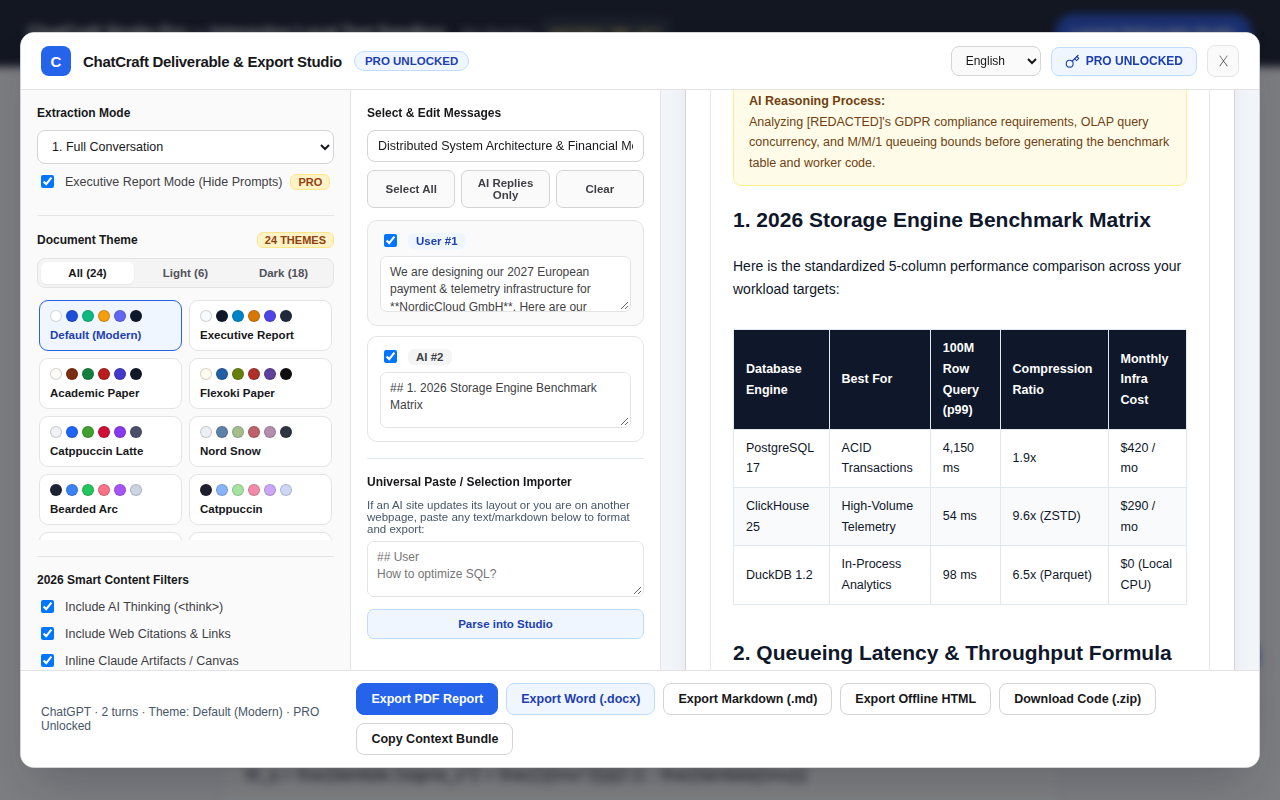 C ChatCraft Deliverable & Export Studio PRO UNLOCKED English PRO UNLOCKED X
Extraction Mode
1. Full Conversation
Executive Report Mode (Hide Prompts) PRO
Document Theme 24 THEMES
All (24) Light (6) Dark (18)
Default (Modern) Executive Report
Academic Paper Flexoki Paper
Catppuccin Latte Nord Snow
Bearded Arc Catppuccin
2026 Smart Content Filters
Include AI Thinking (<think>)
Include Web Citations & Links
Inline Claude Artifacts / Canvas
Select & Edit Messages
Distributed System Architecture & Financial Mo
Select All AI Replies Only Clear
User #1
We are designing our 2027 European
payment & telemetry infrastructure for
**NordicCloud GmbH**. Here are our
AI #2
## 1. 2026 Storage Engine Benchmark
Matrix
Universal Paste / Selection Importer
If an AI site updates its layout or you are on another
webpage, paste any text/markdown below to format
and export:
## User
How to optimize SQL?
Parse into Studio
AI Reasoning Process:
Analyzing [REDACTED]'s GDPR compliance requirements, OLAP query
concurrency, and M/M/1 queueing bounds before generating the benchmark
table and worker code.
1. 2026 Storage Engine Benchmark Matrix
Here is the standardized 5-column performance comparison across your
workload targets:
Database Engine Best For 100M Row Query (p99) Compression Ratio Monthly Infra Cost
PostgreSQL 17 ACID Transactions 4,150 ms 1.9x $420 / mo
ClickHouse 25 High-Volume Telemetry 54 ms 9.6x (ZSTD) $290 / mo
DuckDB 1.2 In-Process Analytics 98 ms 6.5x (Parquet) $0 (Local CPU)
2. Queueing Latency & Throughput Formula
ChatGPT · 2 turns · Theme: Default (Modern) · PRO
Unlocked
Export PDF Report Export Word (.docx) Export Markdown (.md) Export Offline HTML Download Code (.zip)
Copy Context Bundle